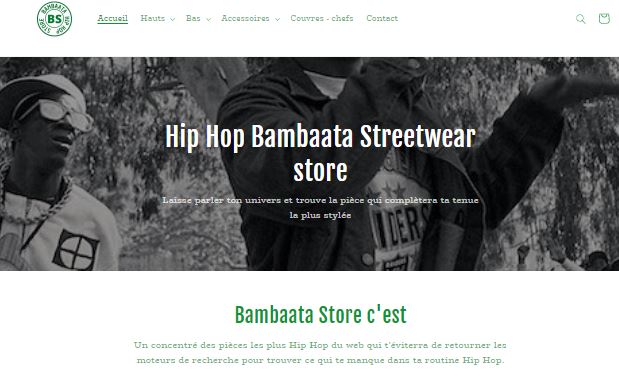 BAMBAATA HIP HOP STORE
BS
Accueil Hauts Bas Accessoires Couvres - chefs Contact
Hip Hop Bambaata Streetwear
store
Laisse parler ton univers et trouve la pièce qui complètera ta tenue
la plus stylée
Bambaata Store c'est
Un concentré des pièces les plus Hip Hop du web qui t'éviterra de retourner les
moteurs de recherche pour trouver ce qui te manque dans ta routine Hip Hop.